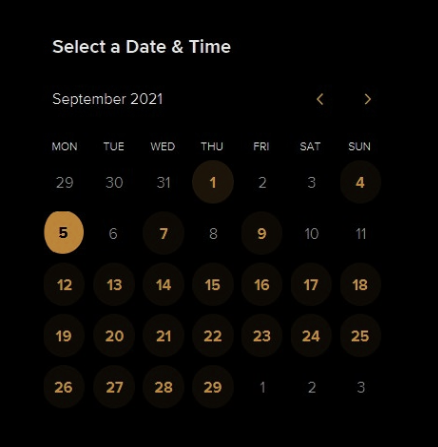 Select a Date & Time
September 2021
MON TUE WED THU FRI SAT SUN
29 30 31 1 2 3 4
5 6 7 8 9 10 11
12 13 14 15 16 17 18
19 20 21 22 23 24 25
26 27 28 29 1 2 3